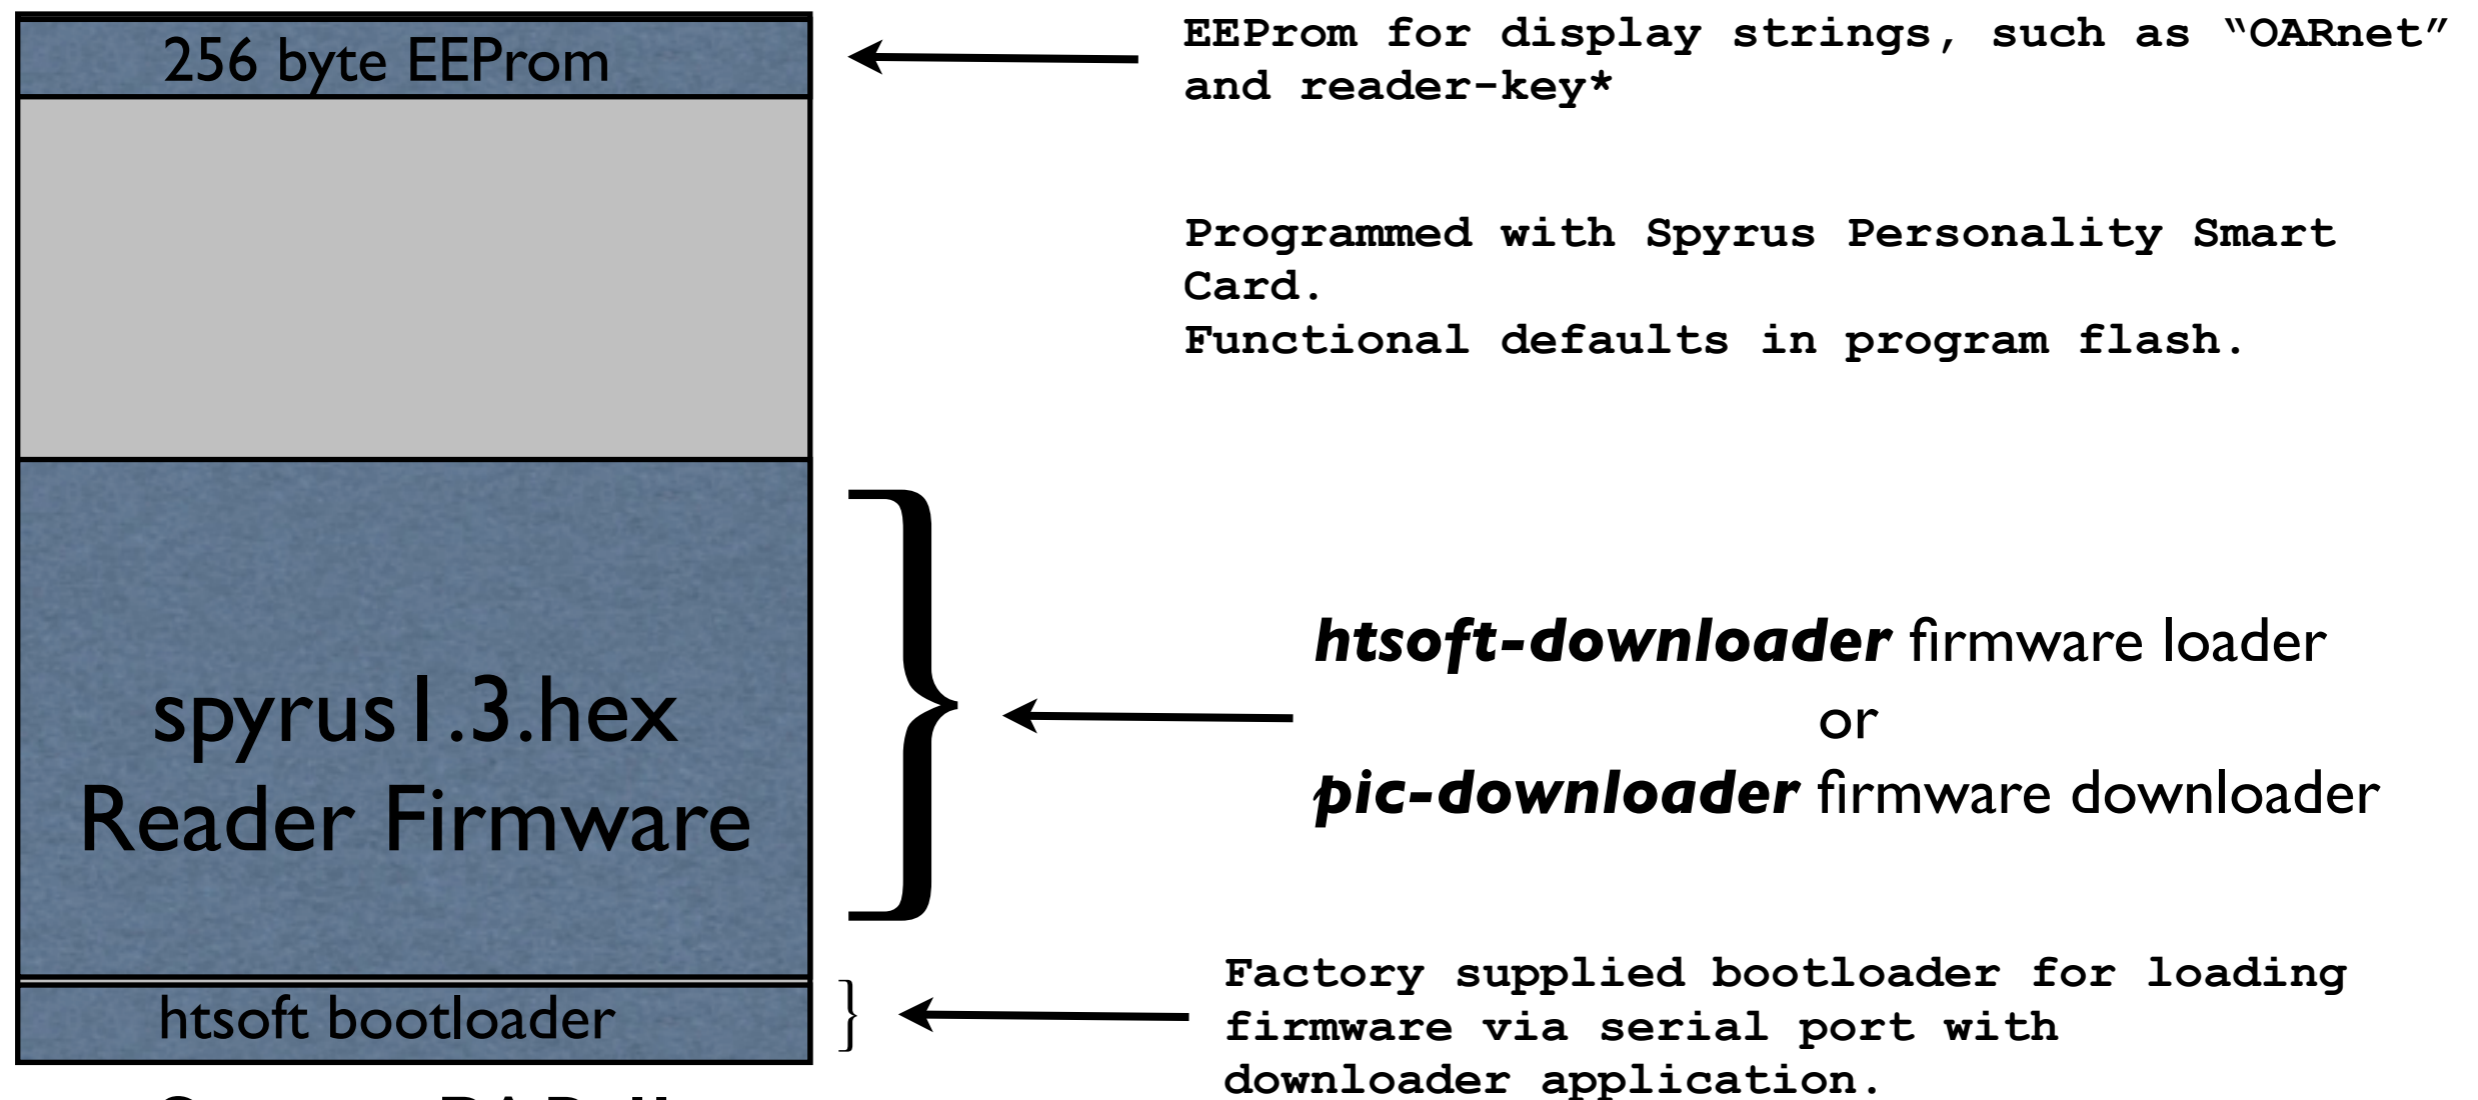 256 byte EEProm
EEProm for display strings, such as “OARnet”
and reader-key*
Programmed with Spyrus Personality Smart
Card.
Functional defaults in program flash.
spyrus1.3.hex
Reader Firmware
htsoft-downloader firmware loader
or
pic-downloader firmware downloader
htsoft bootloader
Factory supplied bootloader for loading
firmware via serial port with
downloader application.